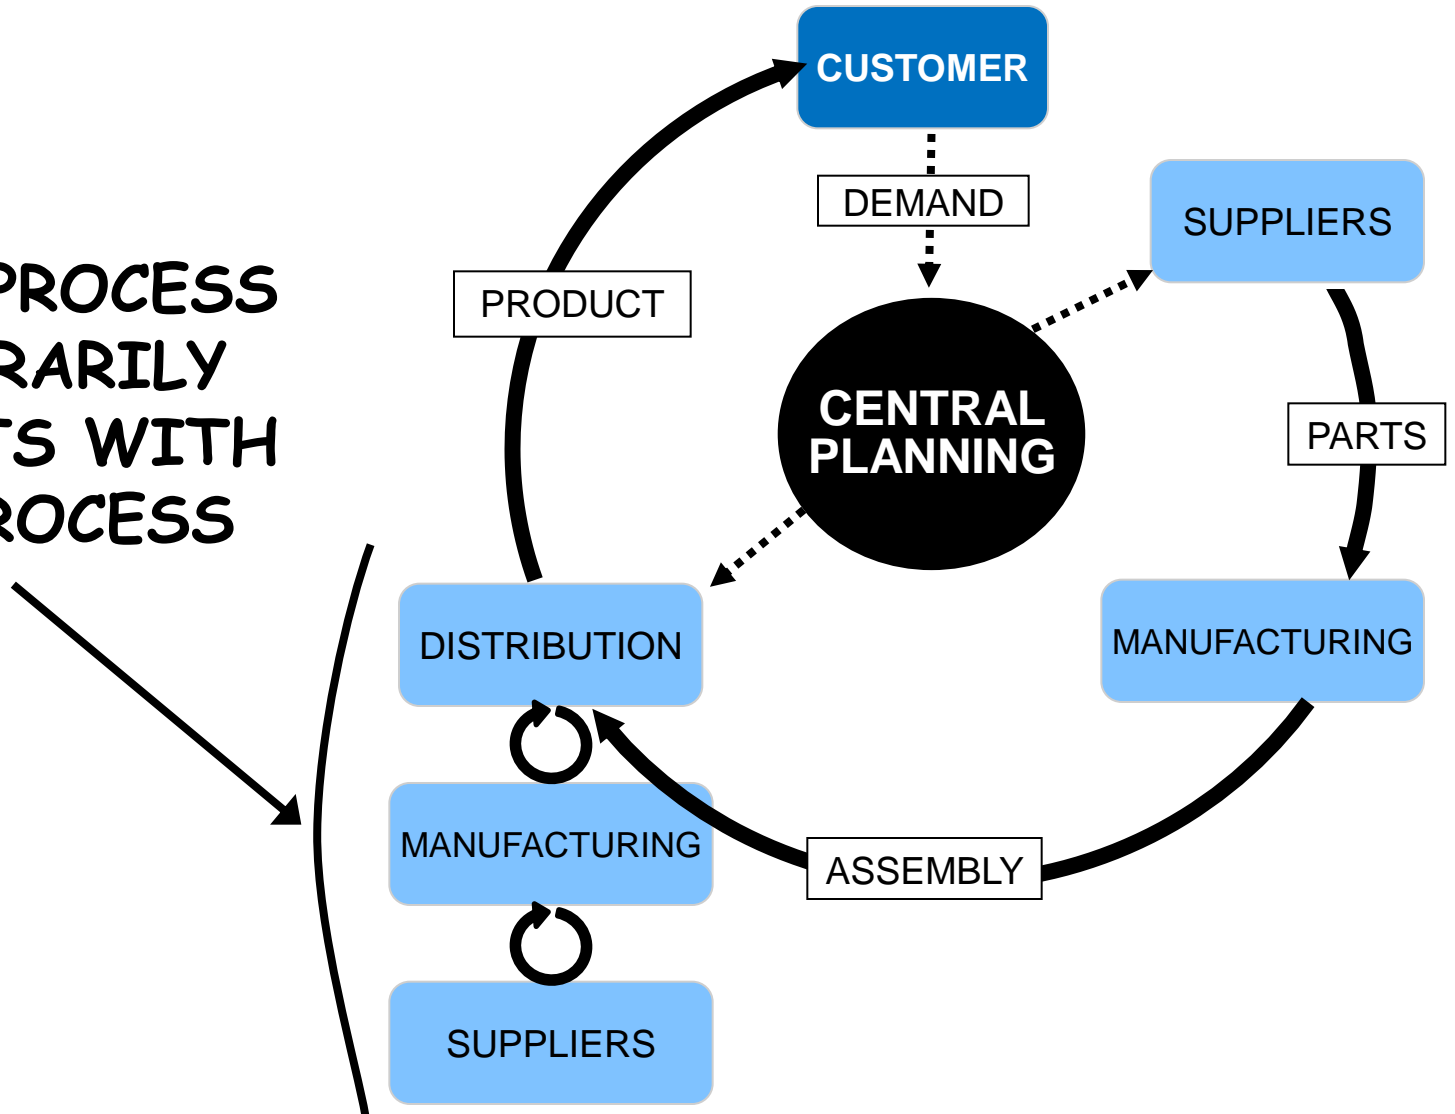 CUSTOMER
DEMAND
SUPPLIERS
PROCESS
PRODUCT
RARILY
CENTRAL
PLANNING
PARTS
TS WITH
ROCESS
DISTRIBUTION
MANUFACTURING
MANUFACTURING
ASSEMBLY
SUPPLIERS